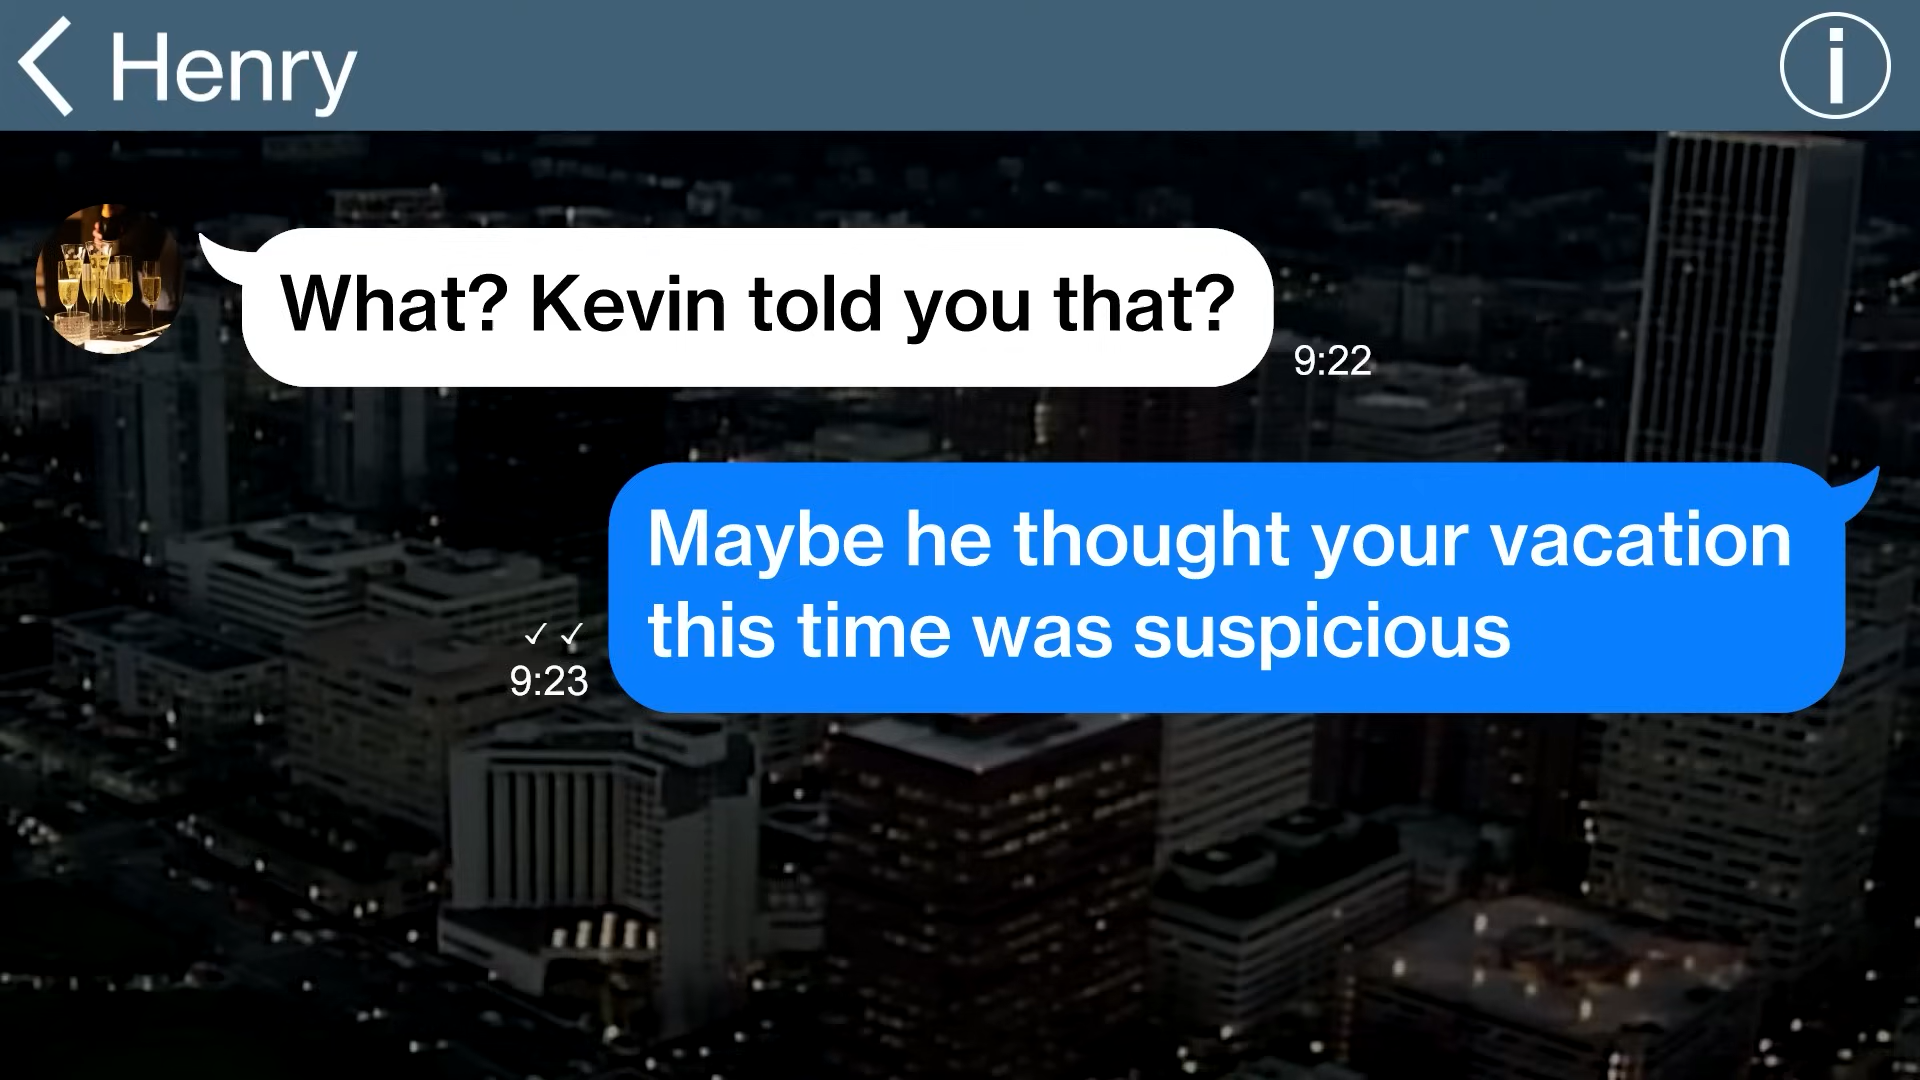 Henry
What? Kevin told you that?
9:22
Maybe he thought your vacation
this time was suspicious
9:23